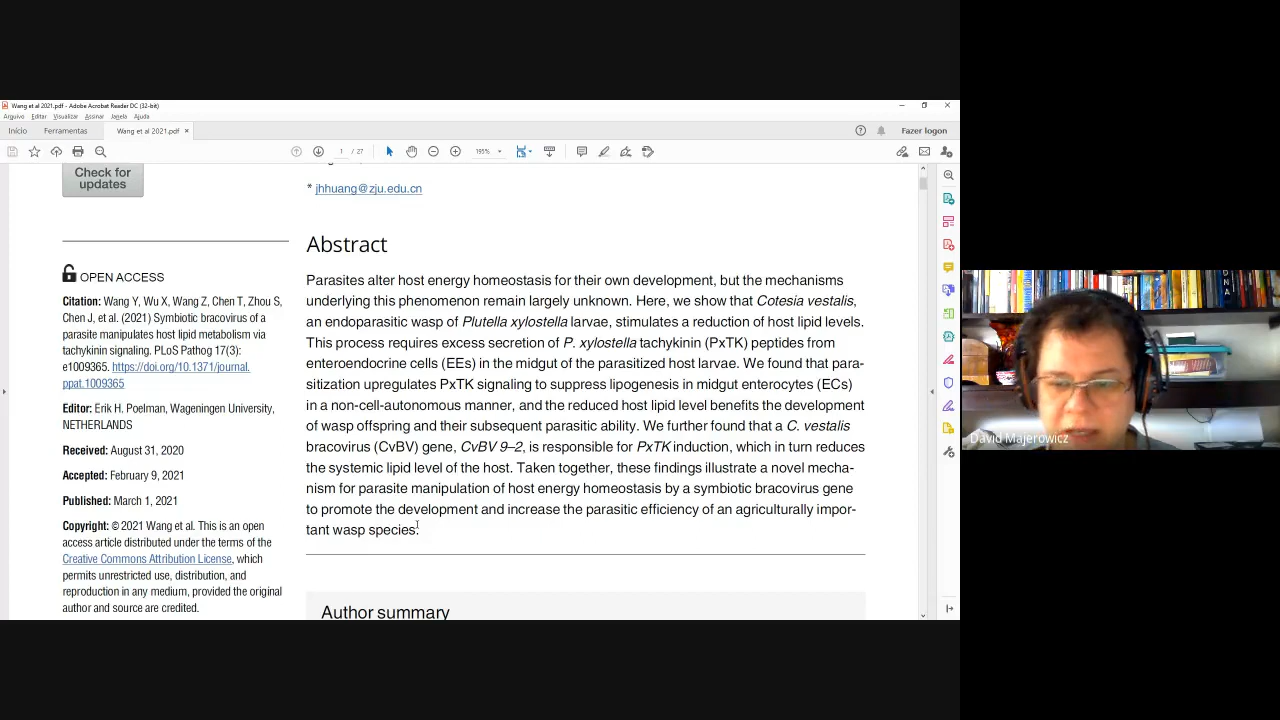 Wang et al 2021.pdf - Adobe Acrobat Reader DC (32-bit)
Arquivo Editar Visualizar Assinar Janela Ajuda
Início Ferramentas Wang et al 2021.pdf × Fazer logon
1 / 27 195%
Check for
updates
* jhhuang@zju.edu.cn
Abstract
Parasites alter host energy homeostasis for their own development, but the mechanisms
underlying this phenomenon remain largely unknown. Here, we show that Cotesia vestalis,
an endoparasitic wasp of Plutella xylostella larvae, stimulates a reduction of host lipid levels.
This process requires excess secretion of P. xylostella tachykinin (PxTK) peptides from
enteroendocrine cells (EEs) in the midgut of the parasitized host larvae. We found that para-
sitization upregulates PxTK signaling to suppress lipogenesis in midgut enterocytes (ECs)
in a non-cell-autonomous manner, and the reduced host lipid level benefits the development
of wasp offspring and their subsequent parasitic ability. We further found that a C. vestalis
bracovirus (CvBV) gene, CvBV 9–2, is responsible for PxTK induction, which in turn reduces
the systemic lipid level of the host. Taken together, these findings illustrate a novel mecha-
nism for parasite manipulation of host energy homeostasis by a symbiotic bracovirus gene
to promote the development and increase the parasitic efficiency of an agriculturally impor-
tant wasp species.
Author summary
OPEN ACCESS
Citation: Wang Y, Wu X, Wang Z, Chen T, Zhou S,
Chen J, et al. (2021) Symbiotic bracovirus of a
parasite manipulates host lipid metabolism via
tachykinin signaling. PLoS Pathog 17(3):
e1009365. https://doi.org/10.1371/journal.
ppat.1009365
Editor: Erik H. Poelman, Wageningen University,
NETHERLANDS
Received: August 31, 2020
Accepted: February 9, 2021
Published: March 1, 2021
Copyright: © 2021 Wang et al. This is an open
access article distributed under the terms of the
Creative Commons Attribution License, which
permits unrestricted use, distribution, and
reproduction in any medium, provided the original
author and source are credited.
David Majerowicz